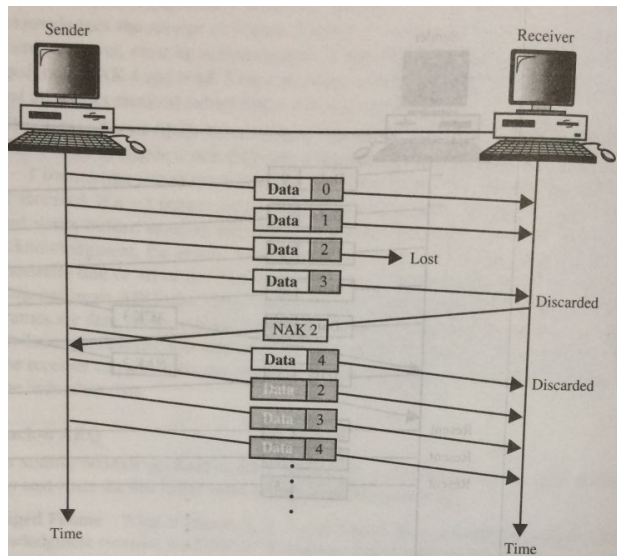 Sender
Receiver
Data 0
Data 1
Data 2
Lost
Data 3
Discarded
NAK 2
Data 4
Discarded
Data 2
Data 3
Data 4
Time
Time